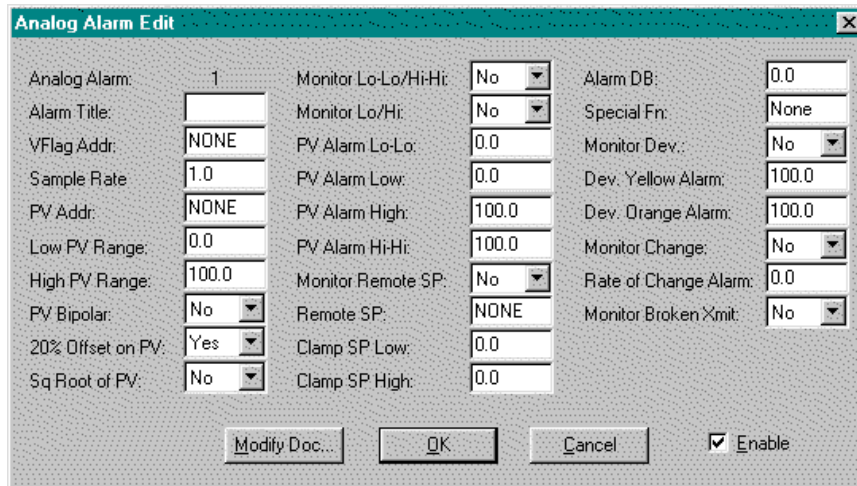 Analog Alarm Edit
Analog Alarm: 1
Alarm Title:
VFlag Addr: NONE
Sample Rate 1.0
PV Addr: NONE
Low PV Range: 0.0
High PV Range: 100.0
PV Bipolar: No
20% Offset on PV: Yes
Sq Root of PV: No
Monitor Lo-Lo/Hi-Hi: No
Monitor Lo/Hi: No
PV Alarm Lo-Lo: 0.0
PV Alarm Low: 0.0
PV Alarm High: 100.0
PV Alarm Hi-Hi: 100.0
Monitor Remote SP: No
Remote SP: NONE
Clamp SP Low: 0.0
Clamp SP High: 0.0
Alarm DB: 0.0
Special Fn: None
Monitor Dev.: No
Dev. Yellow Alarm: 100.0
Dev. Orange Alarm: 100.0
Monitor Change: No
Rate of Change Alarm: 0.0
Monitor Broken Xmit: No
Modify Doc... OK Cancel Enable